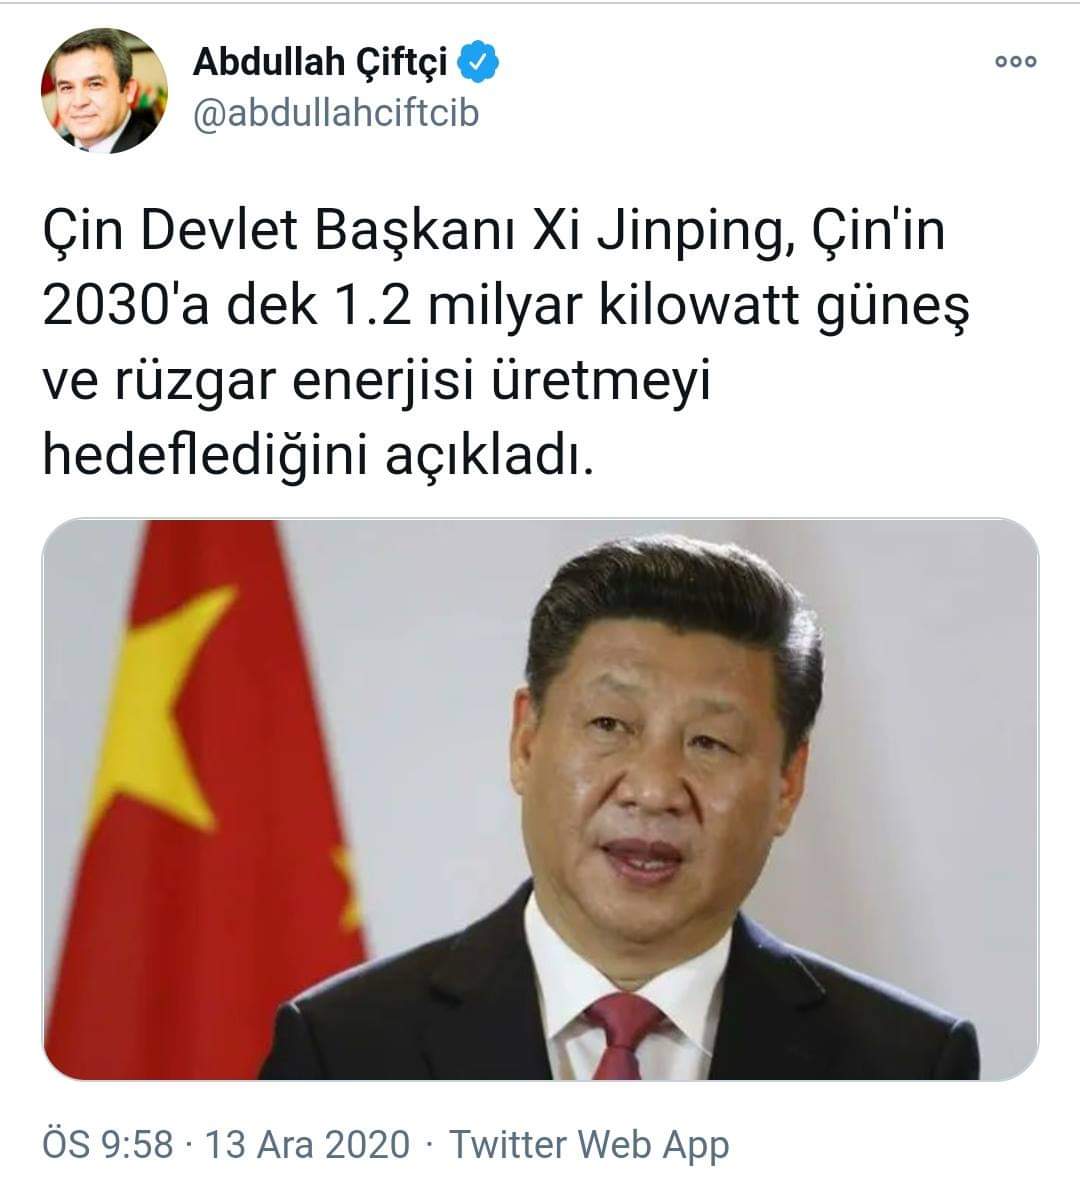 Abdullah Çiftçi
@abdullahciftcib
Çin Devlet Başkanı Xi Jinping, Çin'in
2030'a dek 1.2 milyar kilowatt güneş
ve rüzgar enerjisi üretmeyi
hedeflediğini açıkladı.
ÖS 9:58 · 13 Ara 2020 · Twitter Web App